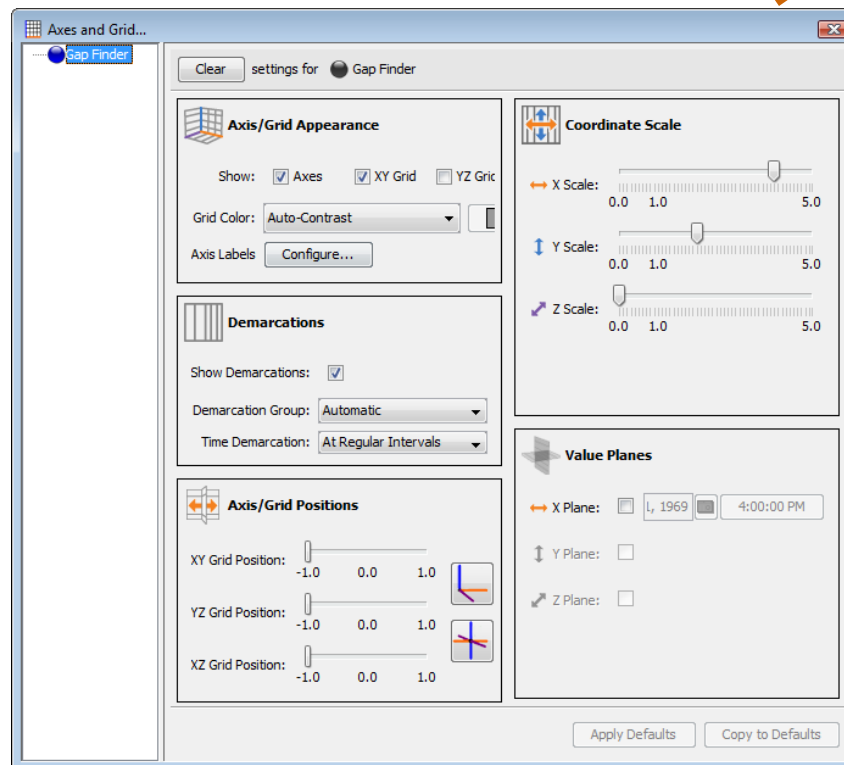 Axes and Grid...
Gap Finder
Clear settings for Gap Finder
Axis/Grid Appearance
Show: Axes XY Grid YZ Gric
Grid Color: Auto-Contrast
Axis Labels Configure...
Demarcations
Show Demarcations:
Demarcation Group: Automatic
Time Demarcation: At Regular Intervals
Axis/Grid Positions
XY Grid Position:
-1.0 0.0 1.0
YZ Grid Position:
-1.0 0.0 1.0
XZ Grid Position:
-1.0 0.0 1.0
Coordinate Scale
X Scale:
0.0 1.0 5.0
Y Scale:
0.0 1.0 5.0
Z Scale:
0.0 1.0 5.0
Value Planes
X Plane: , 1969 4:00:00 PM
Y Plane:
Z Plane:
Apply Defaults Copy to Defaults